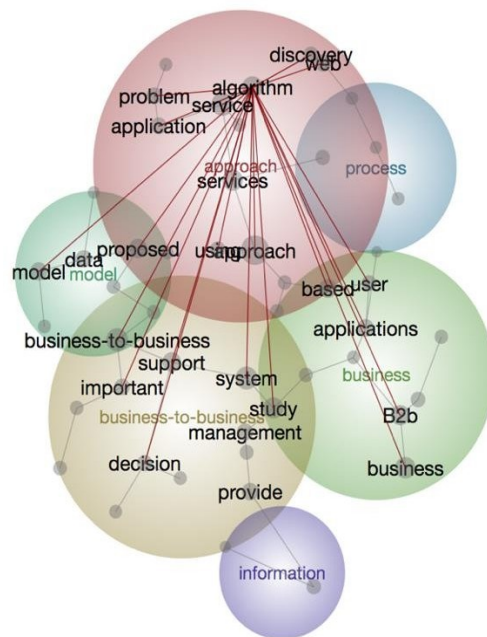 discovery
web
algorithm
problem
service
application
approach
process
services
proposed
using
approach
data
model
model
based
user
business-to-business
applications
support
important
system
business
study
business-to-business
B2b
management
decision
business
provide
information